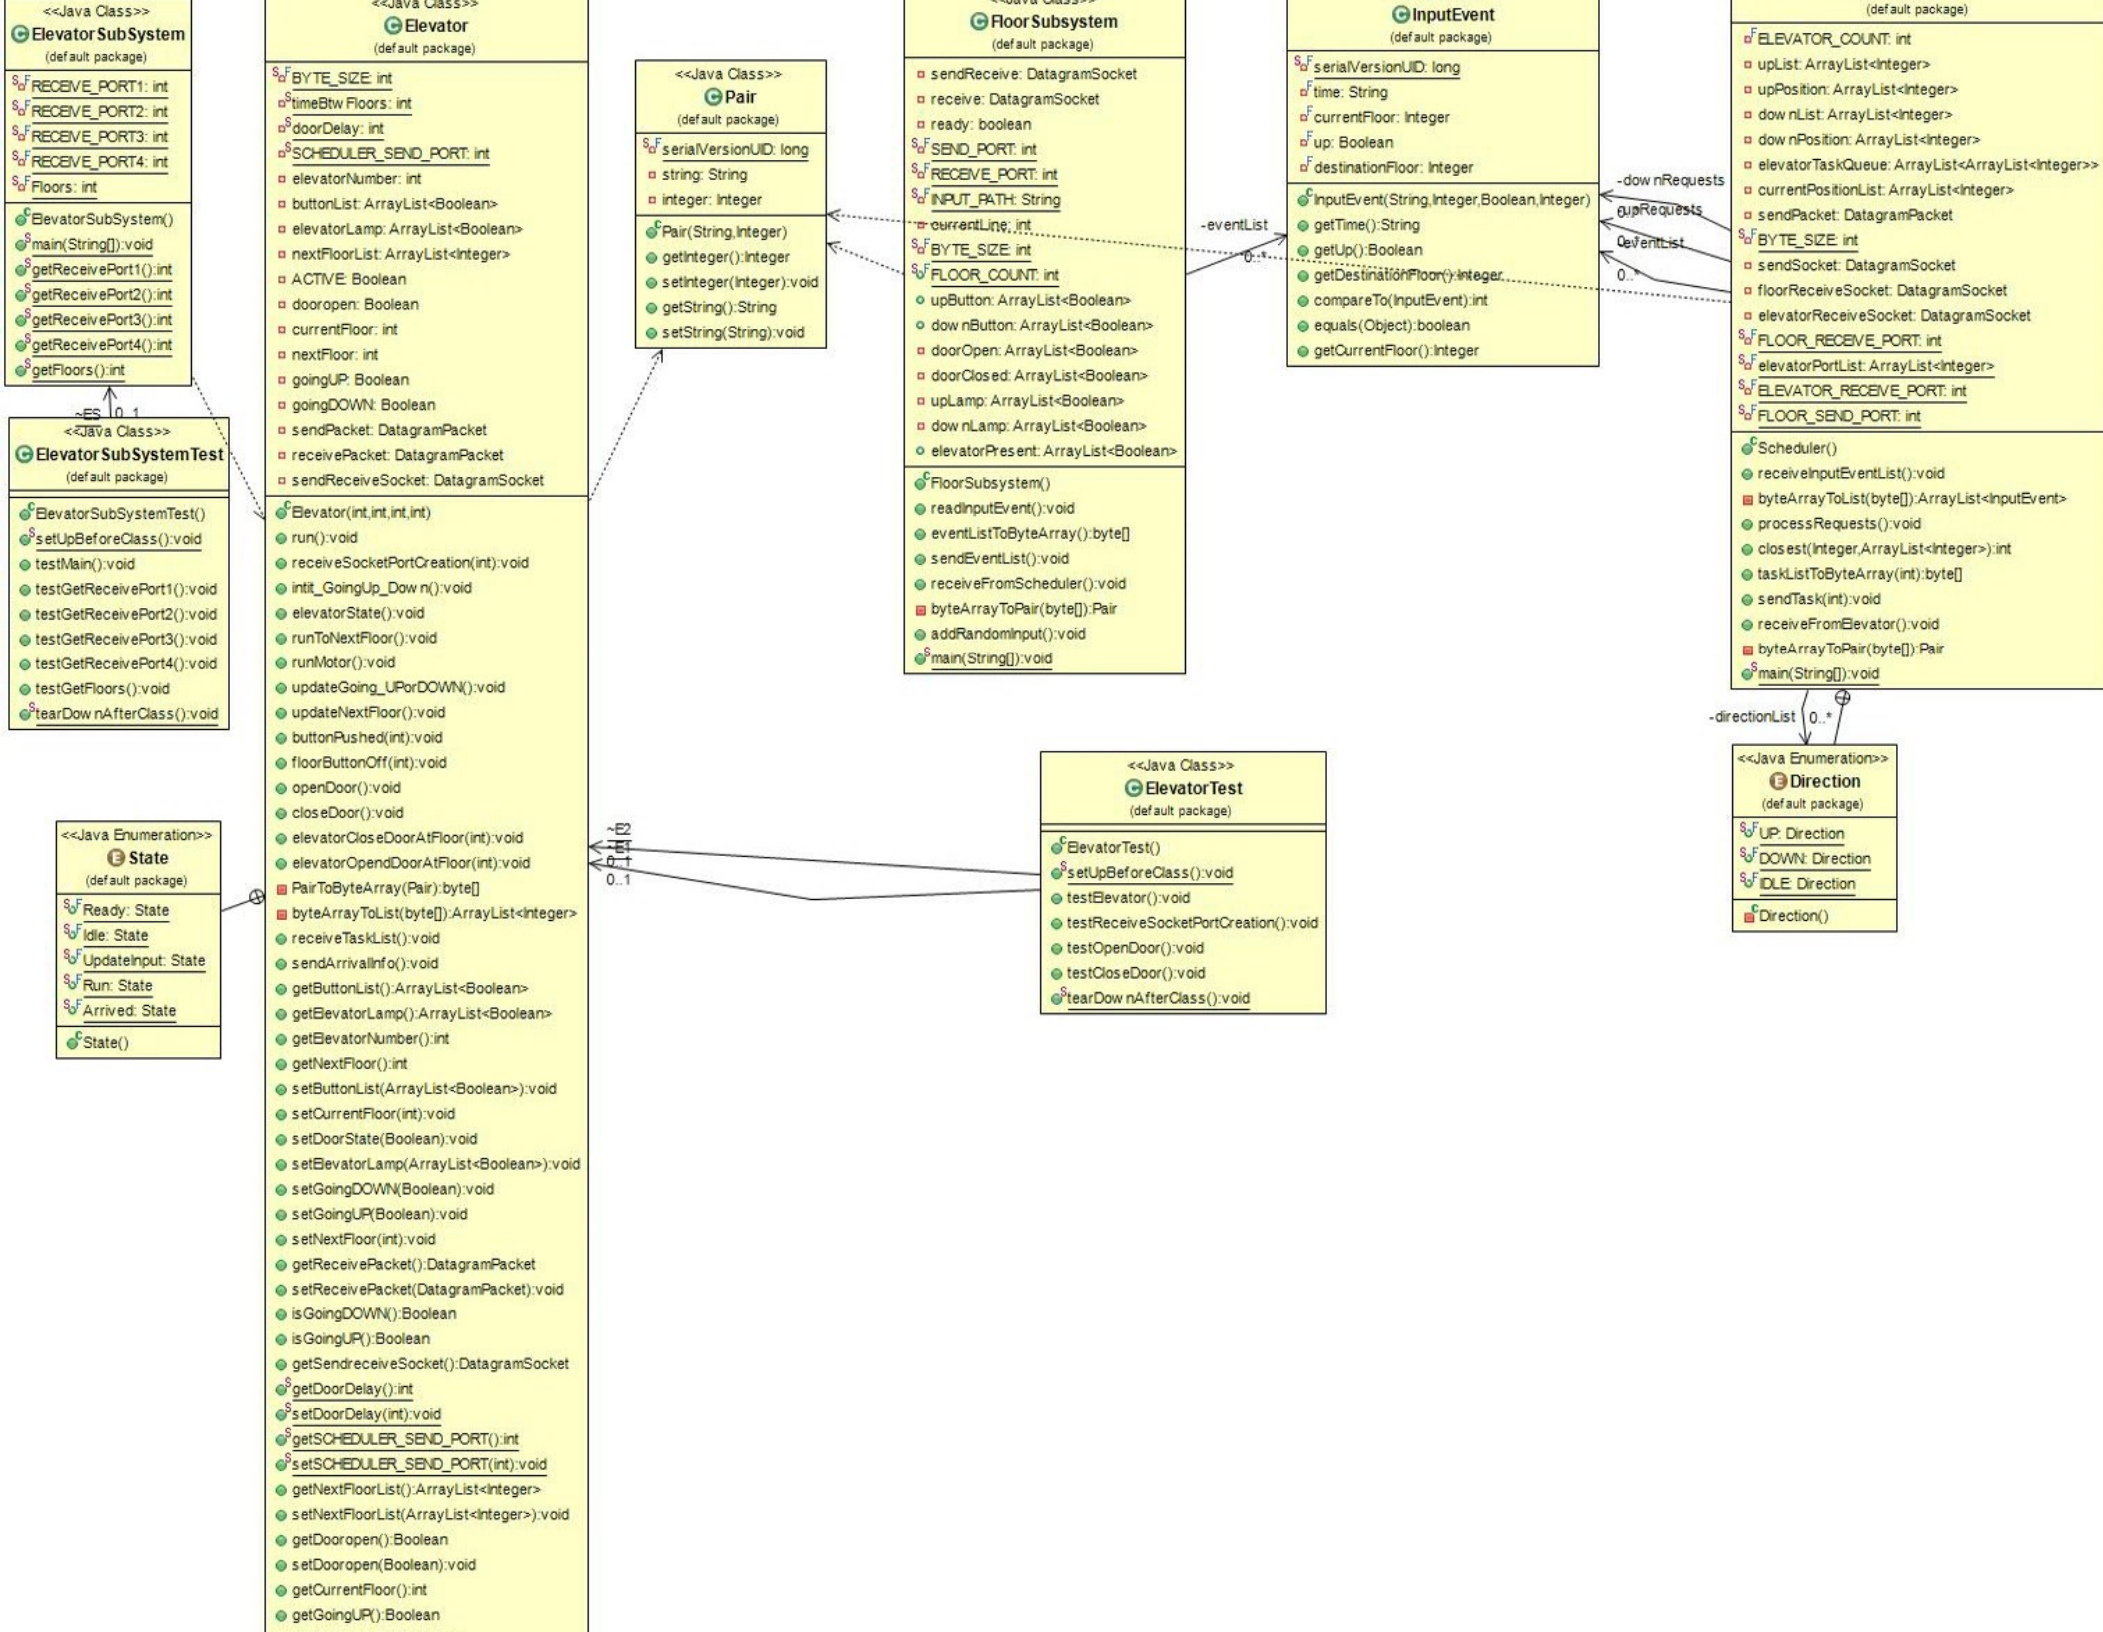 <<Java Class>>
ElevatorSubSystem
(default package)
RECEIVE_PORT1: int
RECEIVE_PORT2: int
RECEIVE_PORT3: int
RECEIVE_PORT4: int
Floors: int
ElevatorSubSystem()
main(String[]):void
getReceivePort1():int
getReceivePort2():int
getReceivePort3():int
getReceivePort4():int
getFloors():int
~ES 0..1
<<Java Class>>
ElevatorSubSystemTest
(default package)
ElevatorSubSystemTest()
setUpBeforeClass():void
testMain():void
testGetReceivePort1():void
testGetReceivePort2():void
testGetReceivePort3():void
testGetReceivePort4():void
testGetFloors():void
tearDownAfterClass():void
<<Java Enumeration>>
State
(default package)
Ready: State
Idle: State
UpdateInput: State
Run: State
Arrived: State
State()
<<Java Class>>
Elevator
(default package)
BYTE_SIZE: int
timeBtwFloors: int
doorDelay: int
SCHEDULER_SEND_PORT: int
elevatorNumber: int
buttonList: ArrayList<Boolean>
elevatorLamp: ArrayList<Boolean>
nextFloorList: ArrayList<Integer>
ACTIVE: Boolean
dooropen: Boolean
currentFloor: int
nextFloor: int
goingUP: Boolean
goingDOWN: Boolean
sendPacket: DatagramPacket
receivePacket: DatagramPacket
sendReceiveSocket: DatagramSocket
Elevator(int,int,int,int)
run():void
receiveSocketPortCreation(int):void
intit_GoingUp_Down():void
elevatorState():void
runToNextFloor():void
runMotor():void
updateGoing_UPorDOWN():void
updateNextFloor():void
buttonPushed(int):void
floorButtonOff(int):void
openDoor():void
closeDoor():void
elevatorCloseDoorAtFloor(int):void
elevatorOpendDoorAtFloor(int):void
PairToByteArray(Pair):byte[]
byteArrayToList(byte[]):ArrayList<Integer>
receiveTaskList():void
sendArrivalInfo():void
getButtonList():ArrayList<Boolean>
getElevatorLamp():ArrayList<Boolean>
getElevatorNumber():int
getNextFloor():int
setButtonList(ArrayList<Boolean>):void
setCurrentFloor(int):void
setDoorState(Boolean):void
setElevatorLamp(ArrayList<Boolean>):void
setGoingDOWN(Boolean):void
setGoingUP(Boolean):void
setNextFloor(int):void
getReceivePacket():DatagramPacket
setReceivePacket(DatagramPacket):void
isGoingDOWN():Boolean
isGoingUP():Boolean
getSendreceiveSocket():DatagramSocket
getDoorDelay():int
setDoorDelay(int):void
getSCHEDULER_SEND_PORT():int
setSCHEDULER_SEND_PORT(int):void
getNextFloorList():ArrayList<Integer>
setNextFloorList(ArrayList<Integer>):void
getDooropen():Boolean
setDooropen(Boolean):void
getCurrentFloor():int
getGoingUP():Boolean
<<Java Class>>
Pair
(default package)
serialVersionUID: long
string: String
integer: Integer
Pair(String,Integer)
getInteger():Integer
setInteger(Integer):void
getString():String
setString(String):void
~E2
~E1
0..1
0..1
<<Java Class>>
FloorSubsystem
(default package)
sendReceive: DatagramSocket
receive: DatagramSocket
ready: boolean
SEND_PORT: int
RECEIVE_PORT: int
INPUT_PATH: String
currentLine: int
BYTE_SIZE: int
FLOOR_COUNT: int
upButton: ArrayList<Boolean>
downButton: ArrayList<Boolean>
doorOpen: ArrayList<Boolean>
doorClosed: ArrayList<Boolean>
upLamp: ArrayList<Boolean>
downLamp: ArrayList<Boolean>
elevatorPresent: ArrayList<Boolean>
FloorSubsystem()
readInputEvent():void
eventListToByteArray():byte[]
sendEventList():void
receiveFromScheduler():void
byteArrayToPair(byte[]):Pair
addRandomInput():void
main(String[]):void
-eventList
0..*
<<Java Class>>
ElevatorTest
(default package)
ElevatorTest()
setUpBeforeClass():void
testElevator():void
testReceiveSocketPortCreation():void
testOpenDoor():void
testCloseDoor():void
tearDownAfterClass():void
InputEvent
(default package)
serialVersionUID: long
time: String
currentFloor: Integer
up: Boolean
destinationFloor: Integer
InputEvent(String,Integer,Boolean,Integer)
getTime():String
getUp():Boolean
getDestinationFloor():Integer
compareTo(InputEvent):int
equals(Object):boolean
getCurrentFloor():Integer
-downRequests
0..*
-upRequests
0..*
-eventList
0..*
(default package)
ELEVATOR_COUNT: int
upList: ArrayList<Integer>
upPosition: ArrayList<Integer>
downList: ArrayList<Integer>
downPosition: ArrayList<Integer>
elevatorTaskQueue: ArrayList<ArrayList<Integer>>
currentPositionList: ArrayList<Integer>
sendPacket: DatagramPacket
BYTE_SIZE: int
sendSocket: DatagramSocket
floorReceiveSocket: DatagramSocket
elevatorReceiveSocket: DatagramSocket
FLOOR_RECEIVE_PORT: int
elevatorPortList: ArrayList<Integer>
ELEVATOR_RECEIVE_PORT: int
FLOOR_SEND_PORT: int
Scheduler()
receiveInputEventList():void
byteArrayToList(byte[]):ArrayList<InputEvent>
processRequests():void
closest(Integer,ArrayList<Integer>):int
taskListToByteArray(int):byte[]
sendTask(int):void
receiveFromElevator():void
byteArrayToPair(byte[]):Pair
main(String[]):void
-directionList 0..*
<<Java Enumeration>>
Direction
(default package)
UP: Direction
DOWN: Direction
IDLE: Direction
Direction()